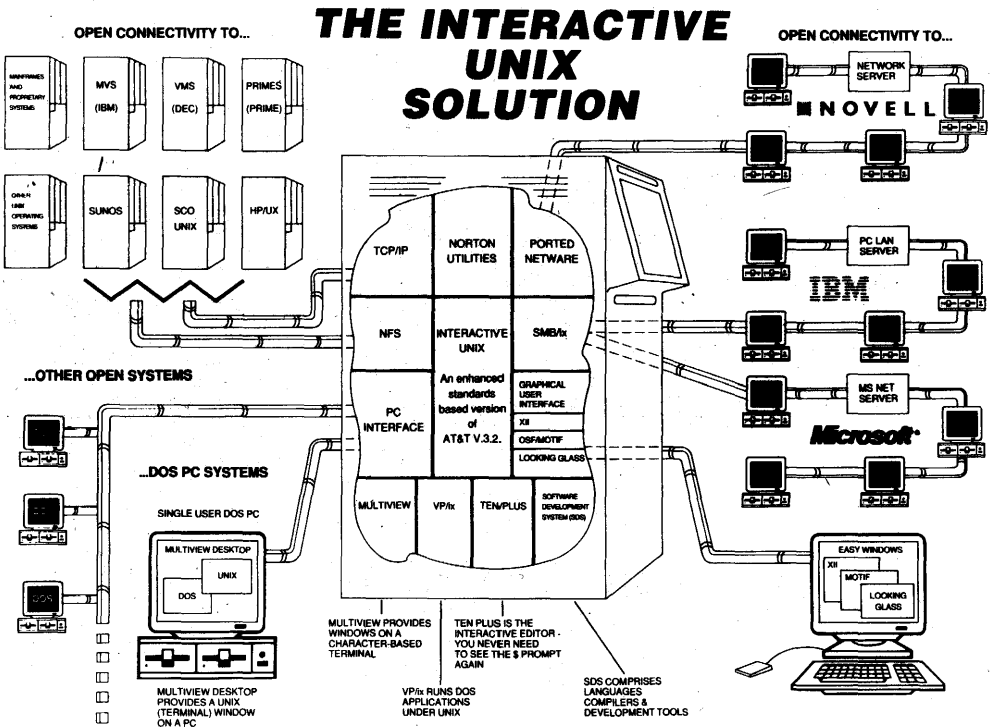 THE INTERACTIVE
UNIX
SOLUTION
OPEN CONNECTIVITY TO...
MAINFRAMES
AND
PROPRIETARY
SYSTEMS
MVS
(IBM)
VMS
(DEC)
PRIMES
(PRIME)
OTHER
UNIX
OPERATING
SYSTEMS
SUNOS
SCO
UNIX
HP/UX
...OTHER OPEN SYSTEMS
...DOS PC SYSTEMS
SINGLE USER DOS PC
MULTIVIEW DESKTOP
UNIX
DOS
DOS
MULTIVIEW DESKTOP
PROVIDES A UNIX
(TERMINAL) WINDOW
ON A PC
TCP/IP
NORTON
UTILITIES
PORTED
NETWARE
NFS
INTERACTIVE
UNIX
An enhanced
standards
based version
of
AT&T V.3.2.
SMB/ix
PC
INTERFACE
GRAPHICAL
USER
INTERFACE
XII
OSF/MOTIF
LOOKING GLASS
MULTIVIEW
VP/ix
TEN/PLUS
SOFTWARE
DEVELOPMENT
SYSTEM (SDS)
MULTIVIEW PROVIDES
WINDOWS ON A
CHARACTER-BASED
TERMINAL
VP/ix RUNS DOS
APPLICATIONS
UNDER UNIX
TEN PLUS IS THE
INTERACTIVE EDITOR -
YOU NEVER NEED
TO SEE THE $ PROMPT
AGAIN
SDS COMPRISES
LANGUAGES
COMPILERS &
DEVELOPMENT TOOLS
OPEN CONNECTIVITY TO...
NETWORK
SERVER
NOVELL
PC LAN
SERVER
IBM
MS NET
SERVER
Microsoft
EASY WINDOWS
XII
MOTIF
LOOKING
GLASS